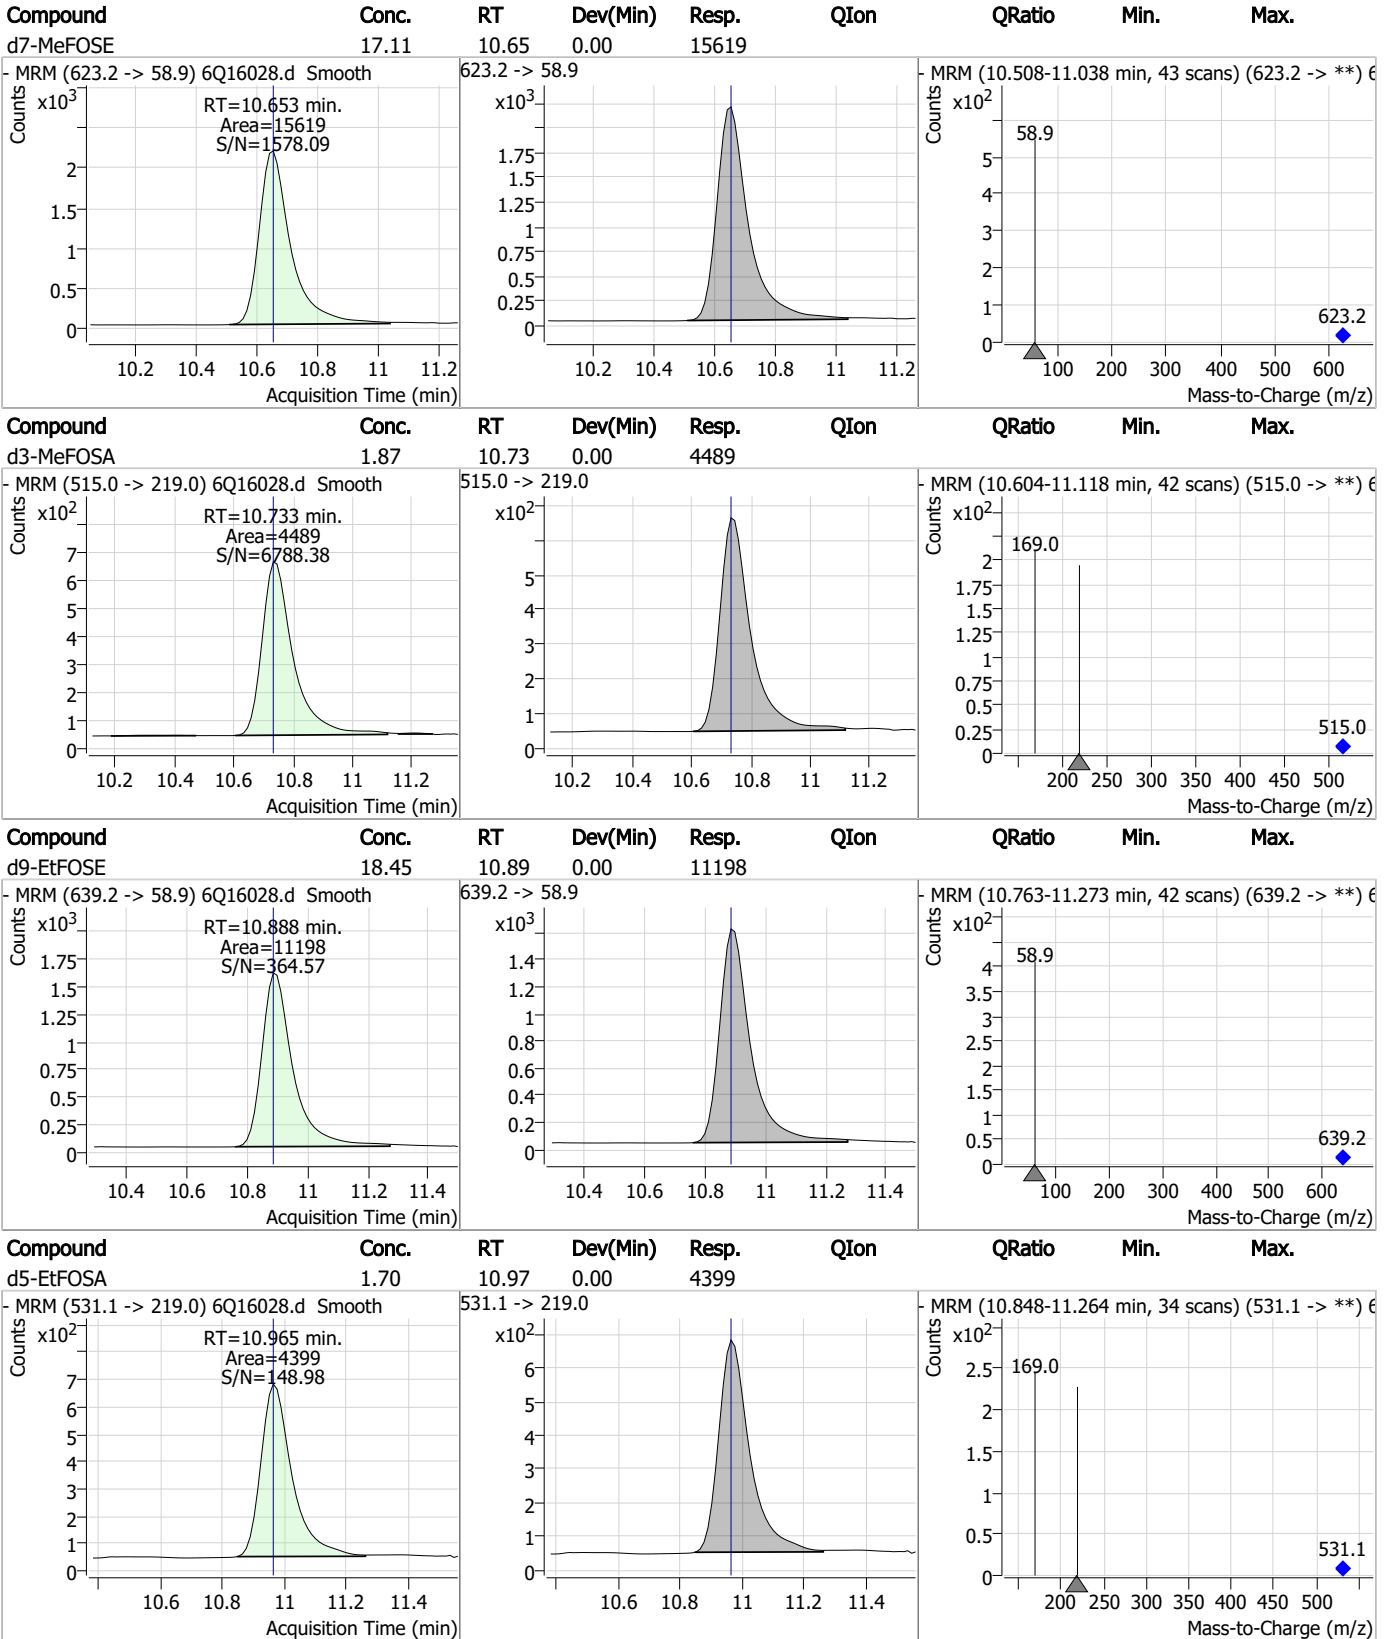 Compound Conc. RT Dev(Min) Resp. QIon QRatio Min. Max.
d7-MeFOSE 17.11 10.65 0.00 15619
- MRM (623.2 -> 58.9) 6Q16028.d Smooth
Counts
x10³
RT=10.653 min.
Area=15619
S/N=1578.09
2
1.5
1
0.5
0
10.2 10.4 10.6 10.8 11 11.2
Acquisition Time (min)
623.2 -> 58.9
x10³
1.75
1.5
1.25
1
0.75
0.5
0.25
0
10.2 10.4 10.6 10.8 11 11.2
- MRM (10.508-11.038 min, 43 scans) (623.2 -> **) 6
Counts
x10²
58.9
5
4
3
2
1
0
623.2
100 200 300 400 500 600
Mass-to-Charge (m/z)
Compound Conc. RT Dev(Min) Resp. QIon QRatio Min. Max.
d3-MeFOSA 1.87 10.73 0.00 4489
- MRM (515.0 -> 219.0) 6Q16028.d Smooth
Counts
x10²
RT=10.733 min.
Area=4489
S/N=6788.38
7
6
5
4
3
2
1
0
10.2 10.4 10.6 10.8 11 11.2
Acquisition Time (min)
515.0 -> 219.0
x10²
5
4
3
2
1
0
10.2 10.4 10.6 10.8 11 11.2
- MRM (10.604-11.118 min, 42 scans) (515.0 -> **) 6
Counts
x10²
169.0
2
1.75
1.5
1.25
1
0.75
0.5
0.25
0
515.0
200 250 300 350 400 450 500
Mass-to-Charge (m/z)
Compound Conc. RT Dev(Min) Resp. QIon QRatio Min. Max.
d9-EtFOSE 18.45 10.89 0.00 11198
- MRM (639.2 -> 58.9) 6Q16028.d Smooth
Counts
x10³
RT=10.888 min.
Area=11198
S/N=364.57
1.75
1.5
1.25
1
0.75
0.5
0.25
0
10.4 10.6 10.8 11 11.2 11.4
Acquisition Time (min)
639.2 -> 58.9
x10³
1.4
1.2
1
0.8
0.6
0.4
0.2
0
10.4 10.6 10.8 11 11.2 11.4
- MRM (10.763-11.273 min, 42 scans) (639.2 -> **) 6
Counts
x10²
58.9
4
3.5
3
2.5
2
1.5
1
0.5
0
639.2
100 200 300 400 500 600
Mass-to-Charge (m/z)
Compound Conc. RT Dev(Min) Resp. QIon QRatio Min. Max.
d5-EtFOSA 1.70 10.97 0.00 4399
- MRM (531.1 -> 219.0) 6Q16028.d Smooth
Counts
x10²
RT=10.965 min.
Area=4399
S/N=148.98
7
6
5
4
3
2
1
0
10.6 10.8 11 11.2 11.4
Acquisition Time (min)
531.1 -> 219.0
x10²
6
5
4
3
2
1
0
10.6 10.8 11 11.2 11.4
- MRM (10.848-11.264 min, 34 scans) (531.1 -> **) 6
Counts
x10²
169.0
2.5
2
1.5
1
0.5
0
531.1
200 250 300 350 400 450 500
Mass-to-Charge (m/z)